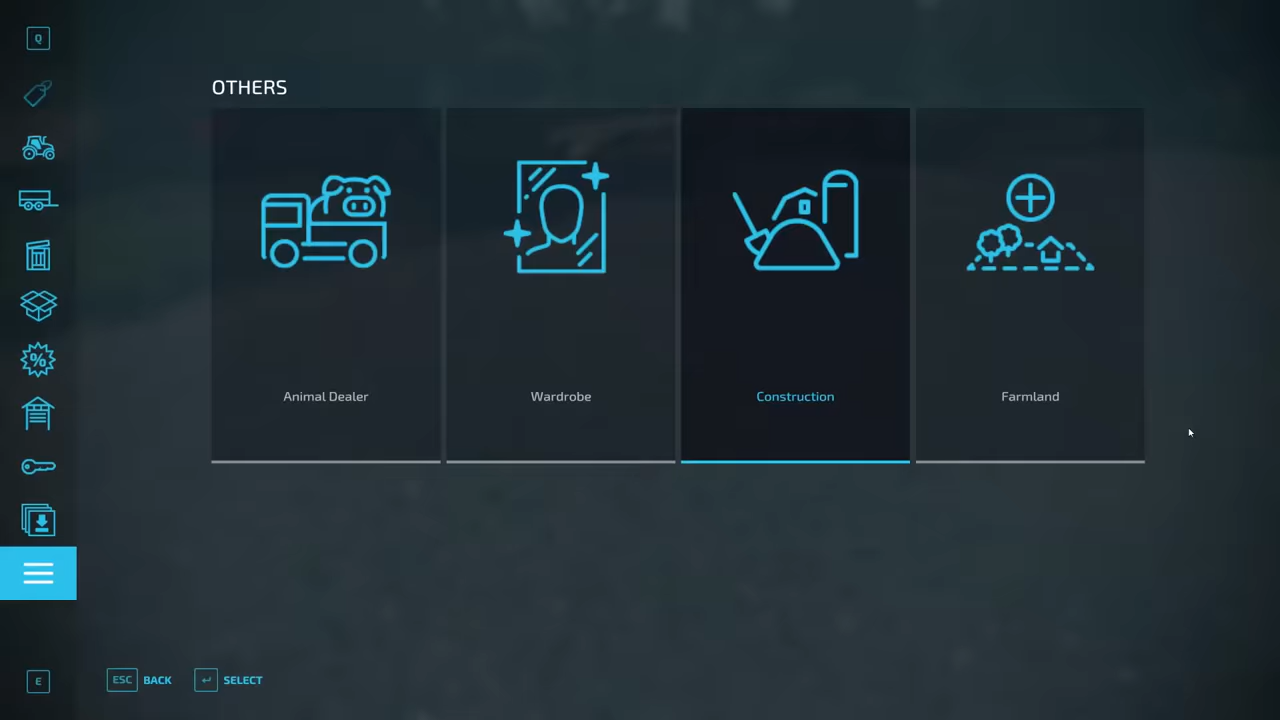 Q
OTHERS
%
Animal Dealer
Wardrobe
Construction
Farmland
E
ESC BACK
↵ SELECT